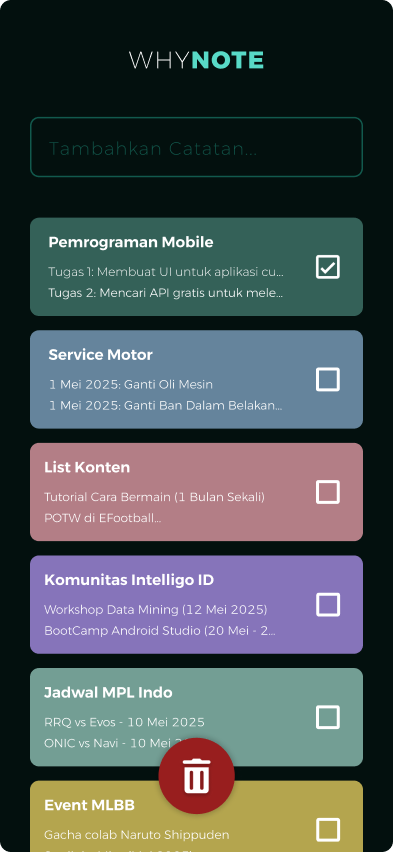 WHYNOTE
Tambahkan Catatan...
Pemrograman Mobile
Tugas 1: Membuat UI untuk aplikasi cu...
Tugas 2: Mencari API gratis untuk mele...
Service Motor
1 Mei 2025: Ganti Oli Mesin
1 Mei 2025: Ganti Ban Dalam Belakan...
List Konten
Tutorial Cara Bermain (1 Bulan Sekali)
POTW di EFootball...
Komunitas Intelligo ID
Workshop Data Mining (12 Mei 2025)
BootCamp Android Studio (20 Mei - 2...
Jadwal MPL Indo
RRQ vs Evos - 10 Mei 2025
ONIC vs Navi - 10 Mei
Event MLBB
Gacha colab Naruto Shippuden